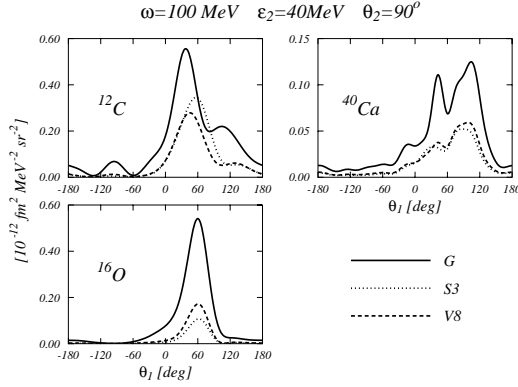 ω=100 MeV ε₂=40MeV θ₂=90°
[10⁻¹² fm² MeV⁻² sr⁻²]
0.60
0.40
0.20
0.00
¹²C
-180 -120 -60 0 60 120 180
0.15
0.10
0.05
0.00
⁴⁰Ca
-180 -120 -60 0 60 120 180
θ₁ [deg]
0.60
0.40
0.20
0.00
¹⁶O
-180 -120 -60 0 60 120 180
θ₁ [deg]
G
S3
V8